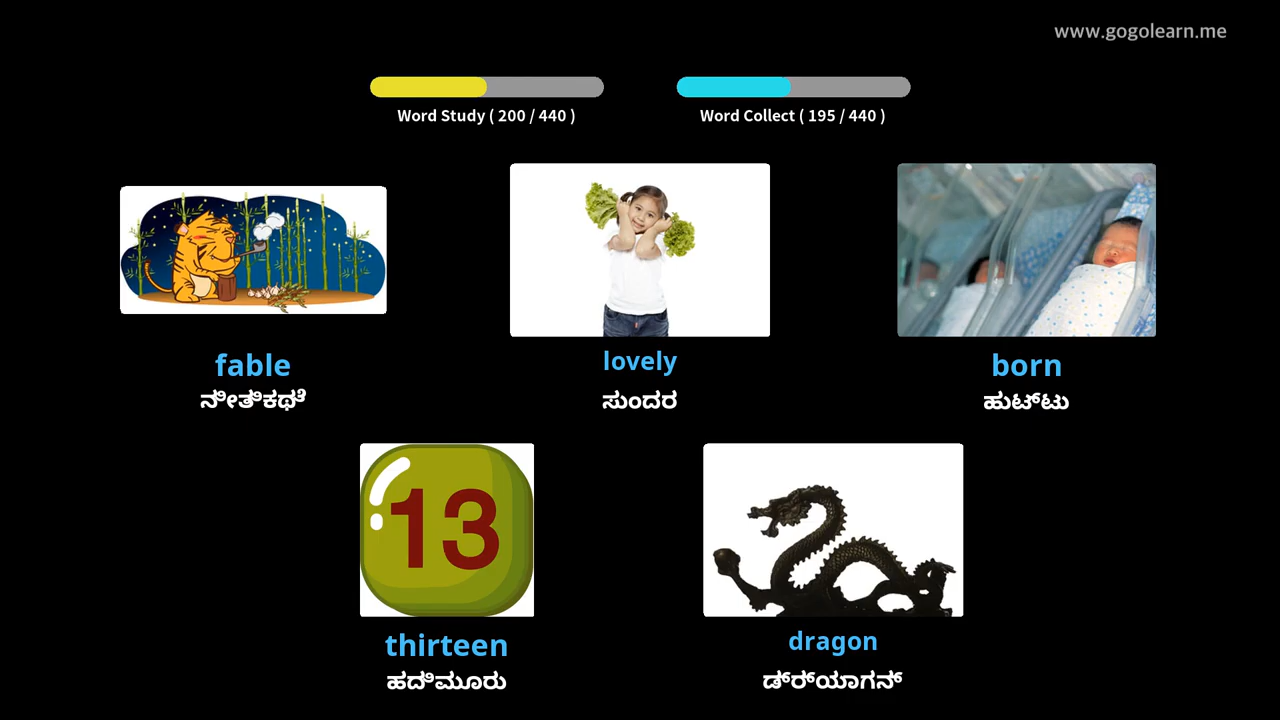 www.gogolearn.me
Word Study ( 200 / 440 )
Word Collect ( 195 / 440 )
fable
ನೀತಿಕಥೆ
lovely
ಸುಂದರ
born
ಹುಟ್ಟು
13
thirteen
ಹದಿಮೂರು
dragon
ಡ್ರ್ಯಾಗನ್